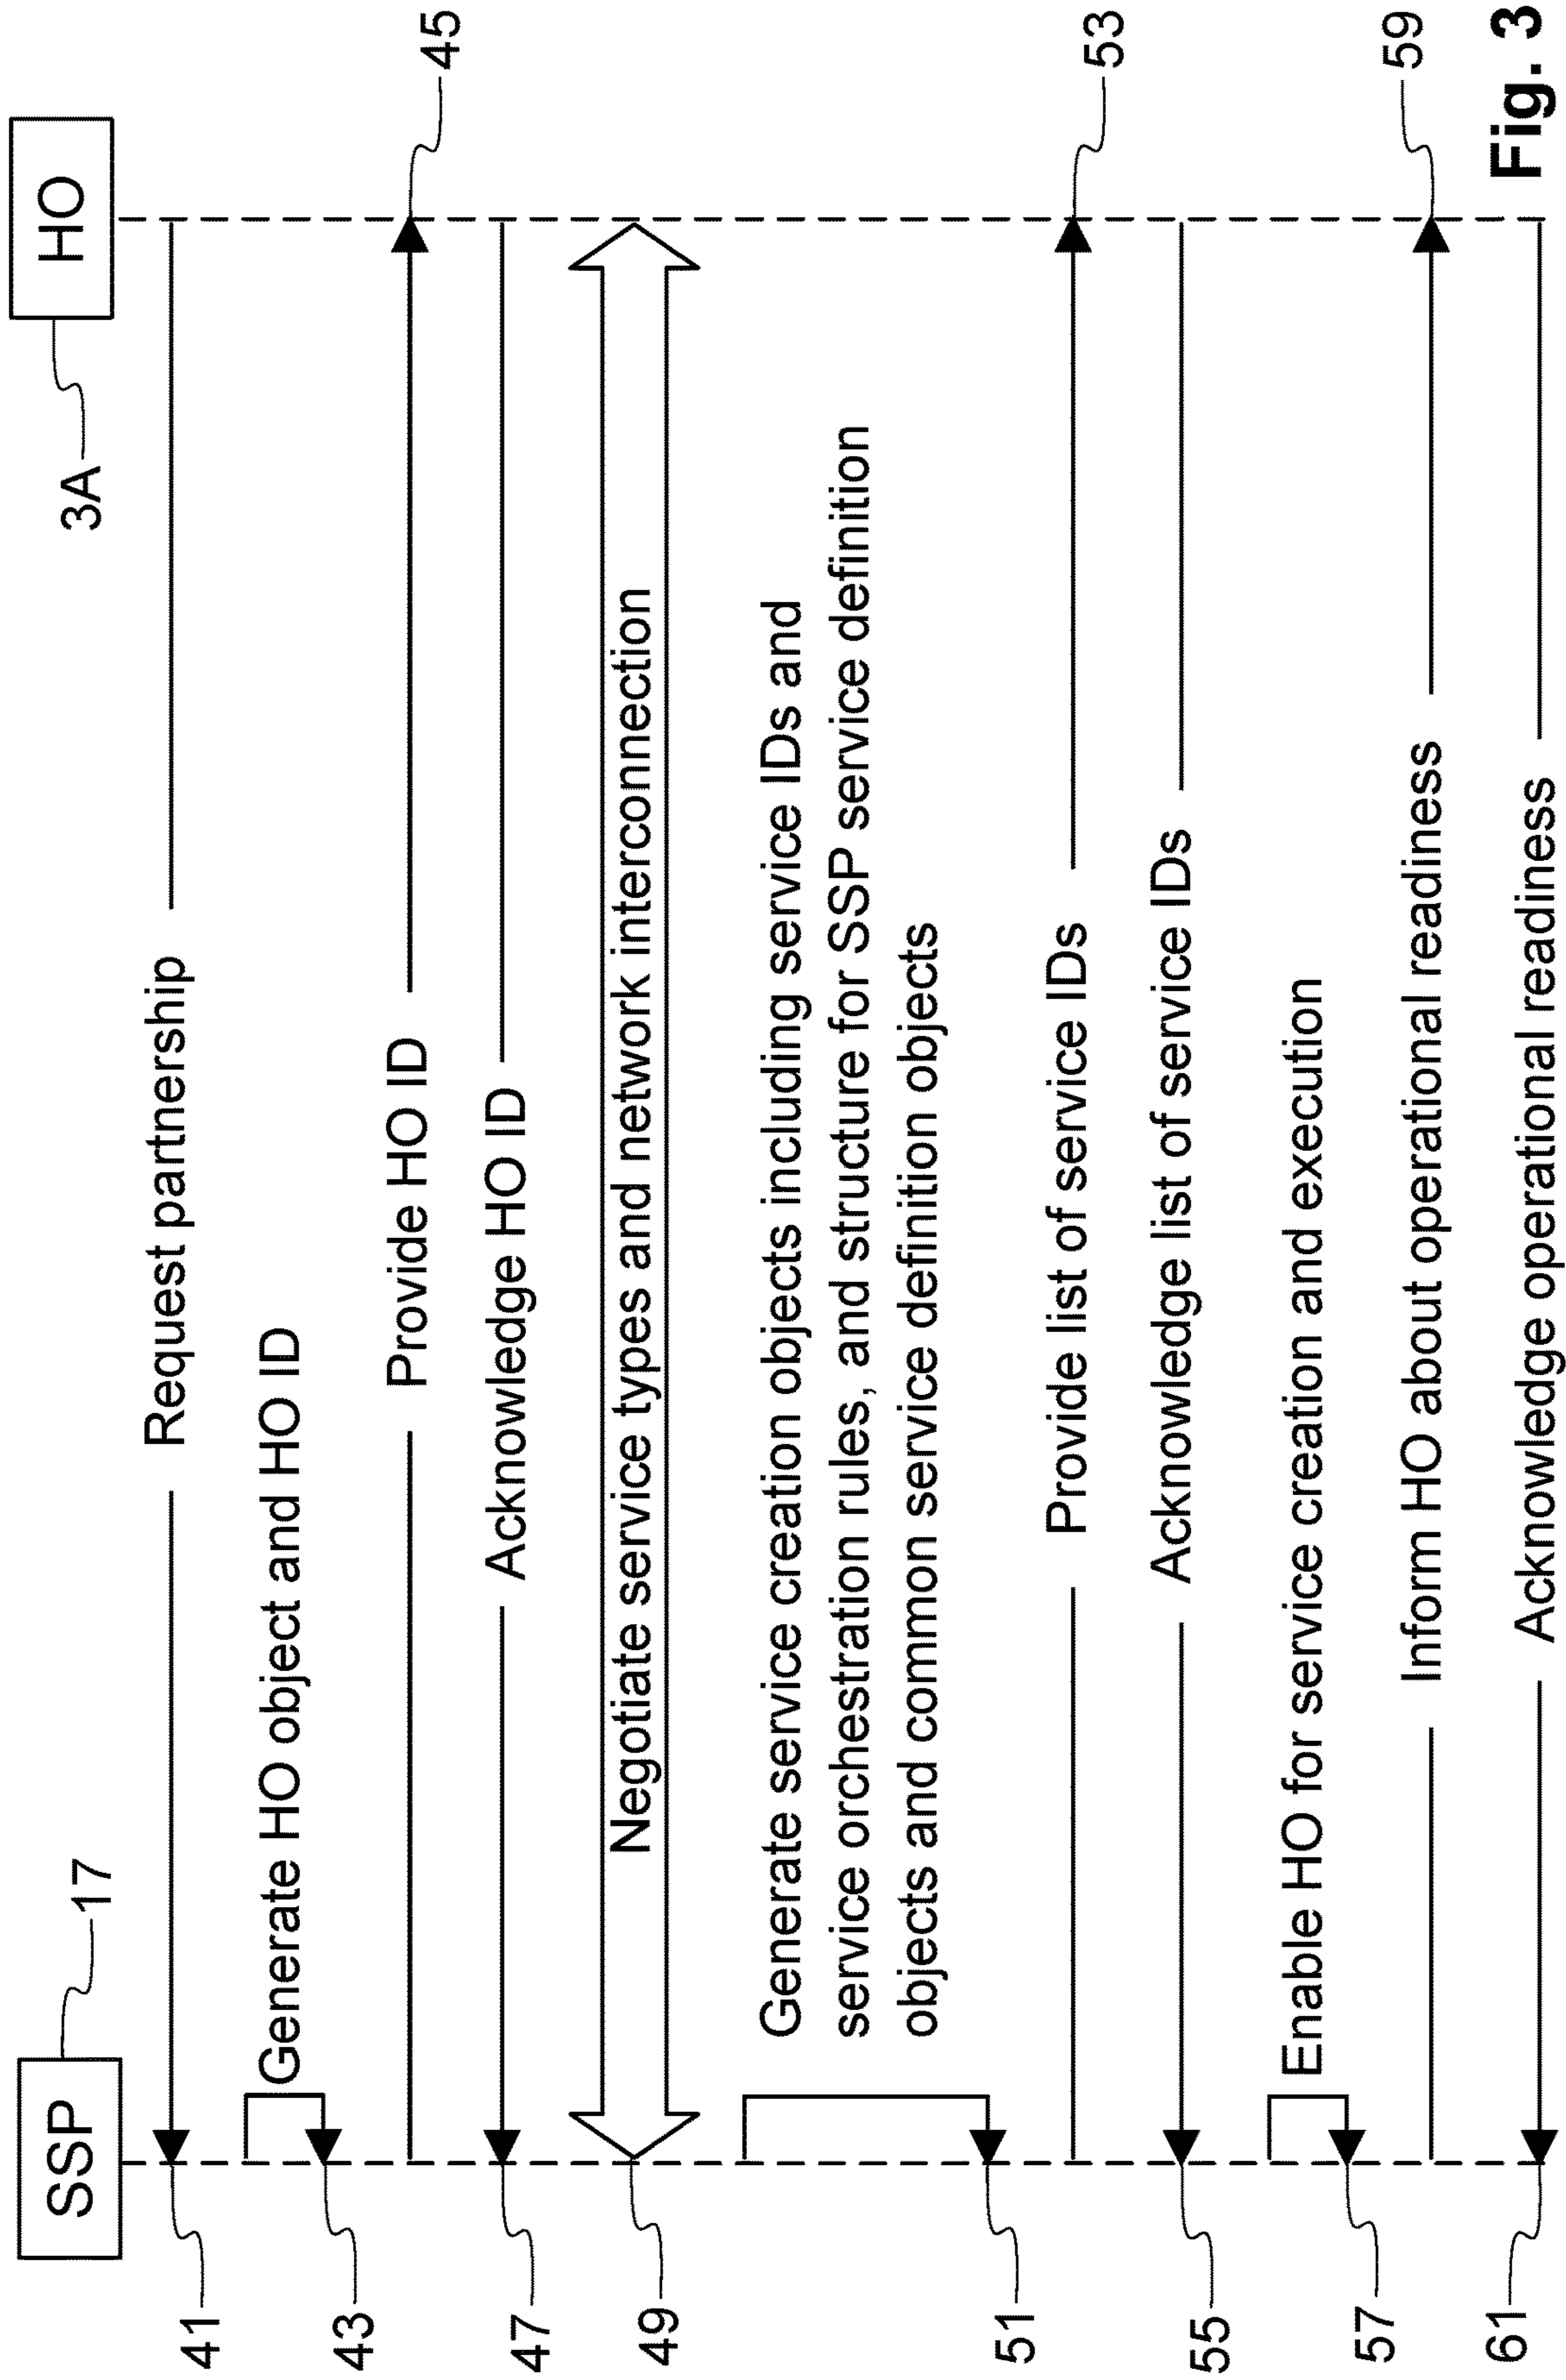 SSP
17
3A
HO
41
Request partnership
43
Generate HO object and HO ID
Provide HO ID
45
47
Acknowledge HO ID
49
Negotiate service types and network interconnection
Generate service creation objects including service IDs and
service orchestration rules, and structure for SSP service definition
objects and common service definition objects
51
Provide list of service IDs
53
55
Acknowledge list of service IDs
Enable HO for service creation and execution
57
Inform HO about operational readiness
59
61
Acknowledge operational readiness
Fig. 3